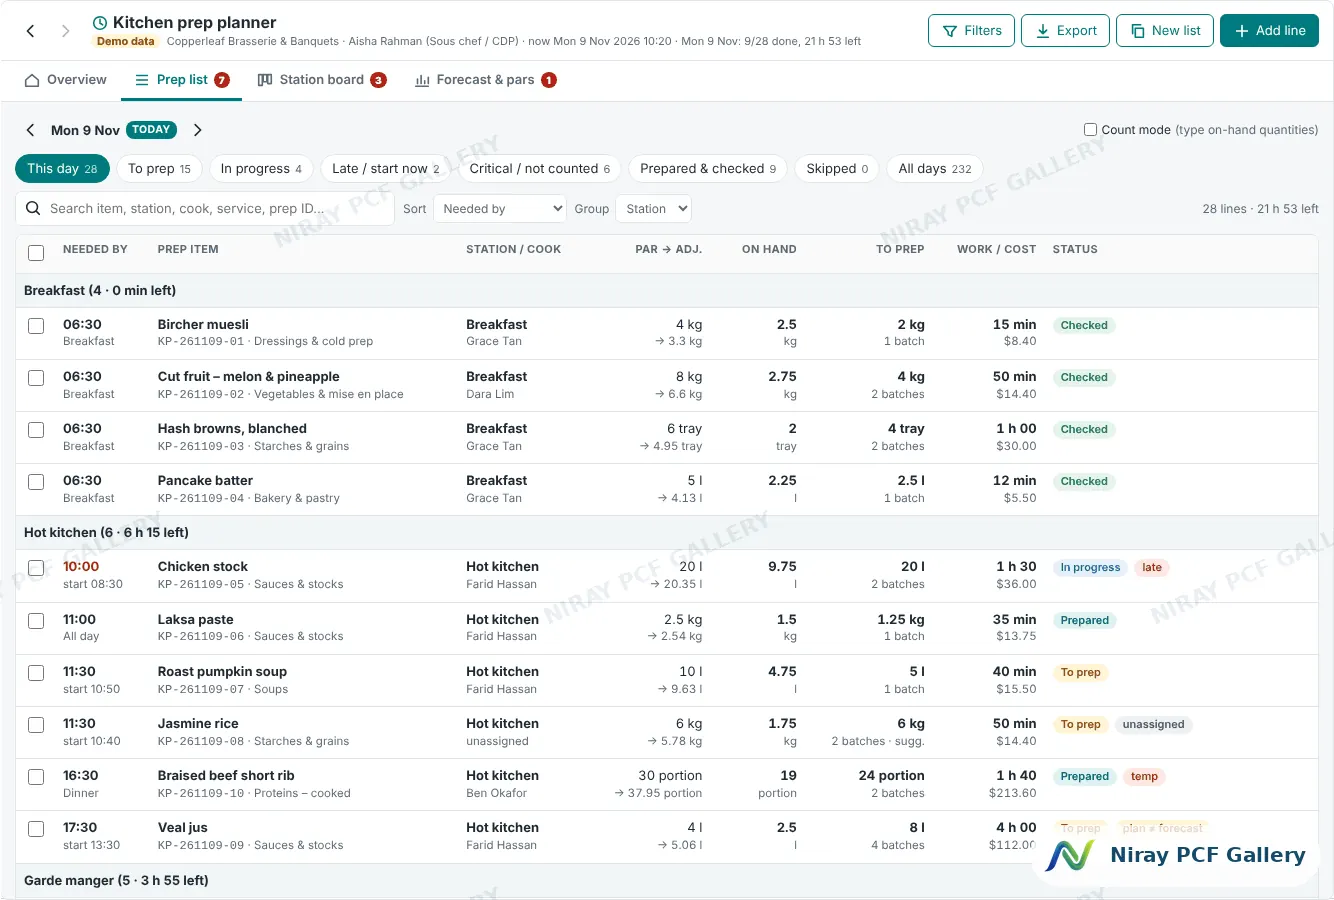 Kitchen prep planner
Demo data Copperleaf Brasserie & Banquets · Aisha Rahman (Sous chef / CDP) · now Mon 9 Nov 2026 10:20 · Mon 9 Nov: 9/28 done, 21 h 53 left
Filters Export New list Add line
Overview Prep list 7 Station board 3 Forecast & pars 1
Mon 9 Nov TODAY
Count mode (type on-hand quantities)
This day 28 To prep 15 In progress 4 Late / start now 2 Critical / not counted 6 Prepared & checked 9 Skipped 0 All days 232
Search item, station, cook, service, prep ID... Sort Needed by Group Station 28 lines · 21 h 53 left
NEEDED BY PREP ITEM STATION / COOK PAR → ADJ. ON HAND TO PREP WORK / COST STATUS
Breakfast (4 · 0 min left)
06:30 Bircher muesli Breakfast 4 kg 2.5 2 kg 15 min Checked
Breakfast KP-261109-01 · Dressings & cold prep Grace Tan → 3.3 kg kg 1 batch $8.40
06:30 Cut fruit – melon & pineapple Breakfast 8 kg 2.75 4 kg 50 min Checked
Breakfast KP-261109-02 · Vegetables & mise en place Dara Lim → 6.6 kg kg 2 batches $14.40
06:30 Hash browns, blanched Breakfast 6 tray 2 4 tray 1 h 00 Checked
Breakfast KP-261109-03 · Starches & grains Grace Tan → 4.95 tray tray 2 batches $30.00
06:30 Pancake batter Breakfast 5 l 2.25 2.5 l 12 min Checked
Breakfast KP-261109-04 · Bakery & pastry Grace Tan → 4.13 l l 1 batch $5.50
Hot kitchen (6 · 6 h 15 left)
10:00 Chicken stock Hot kitchen 20 l 9.75 20 l 1 h 30 In progress late
start 08:30 KP-261109-05 · Sauces & stocks Farid Hassan → 20.35 l l 2 batches $36.00
11:00 Laksa paste Hot kitchen 2.5 kg 1.5 1.25 kg 35 min Prepared
All day KP-261109-06 · Sauces & stocks Farid Hassan → 2.54 kg kg 1 batch $13.75
11:30 Roast pumpkin soup Hot kitchen 10 l 4.75 5 l 40 min To prep
start 10:50 KP-261109-07 · Soups Farid Hassan → 9.63 l l 1 batch $15.50
11:30 Jasmine rice Hot kitchen 6 kg 1.75 6 kg 50 min To prep unassigned
start 10:40 KP-261109-08 · Starches & grains unassigned → 5.78 kg kg 2 batches · sugg. $14.40
16:30 Braised beef short rib Hot kitchen 30 portion 19 24 portion 1 h 40 Prepared temp
Dinner KP-261109-10 · Proteins – cooked Ben Okafor → 37.95 portion portion 2 batches $213.60
17:30 Veal jus Hot kitchen 4 l 2.5 8 l 4 h 00 To prep plan ≠ forecast
start 13:30 KP-261109-09 · Sauces & stocks Farid Hassan → 5.06 l l 4 batches $112.00
Garde manger (5 · 3 h 55 left)
Niray PCF Gallery
NIRAY PCF GALLERY
NIRAY PCF GALLERY
NIRAY PCF GALLERY